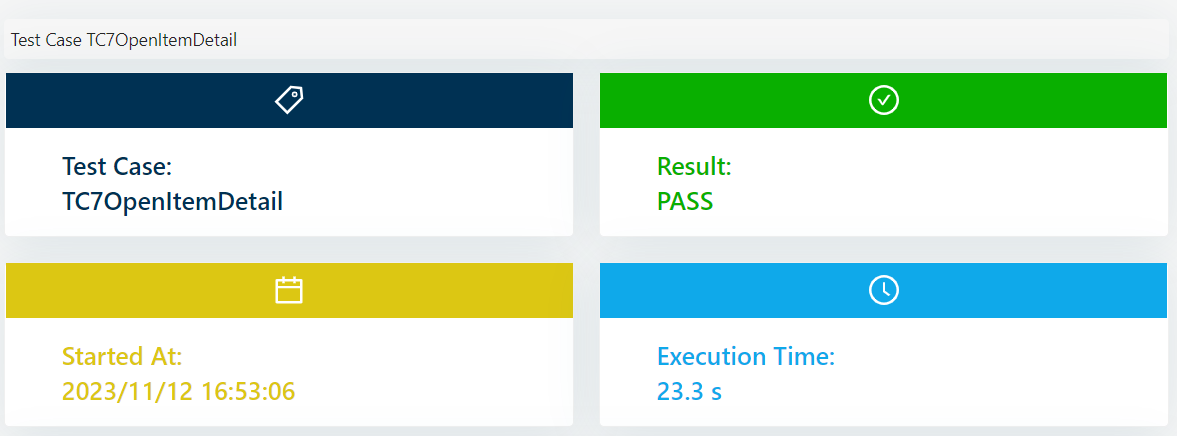 Test Case TC7OpenItemDetail
Test Case:
TC7OpenItemDetail
Result:
PASS
Started At:
2023/11/12 16:53:06
Execution Time:
23.3 s